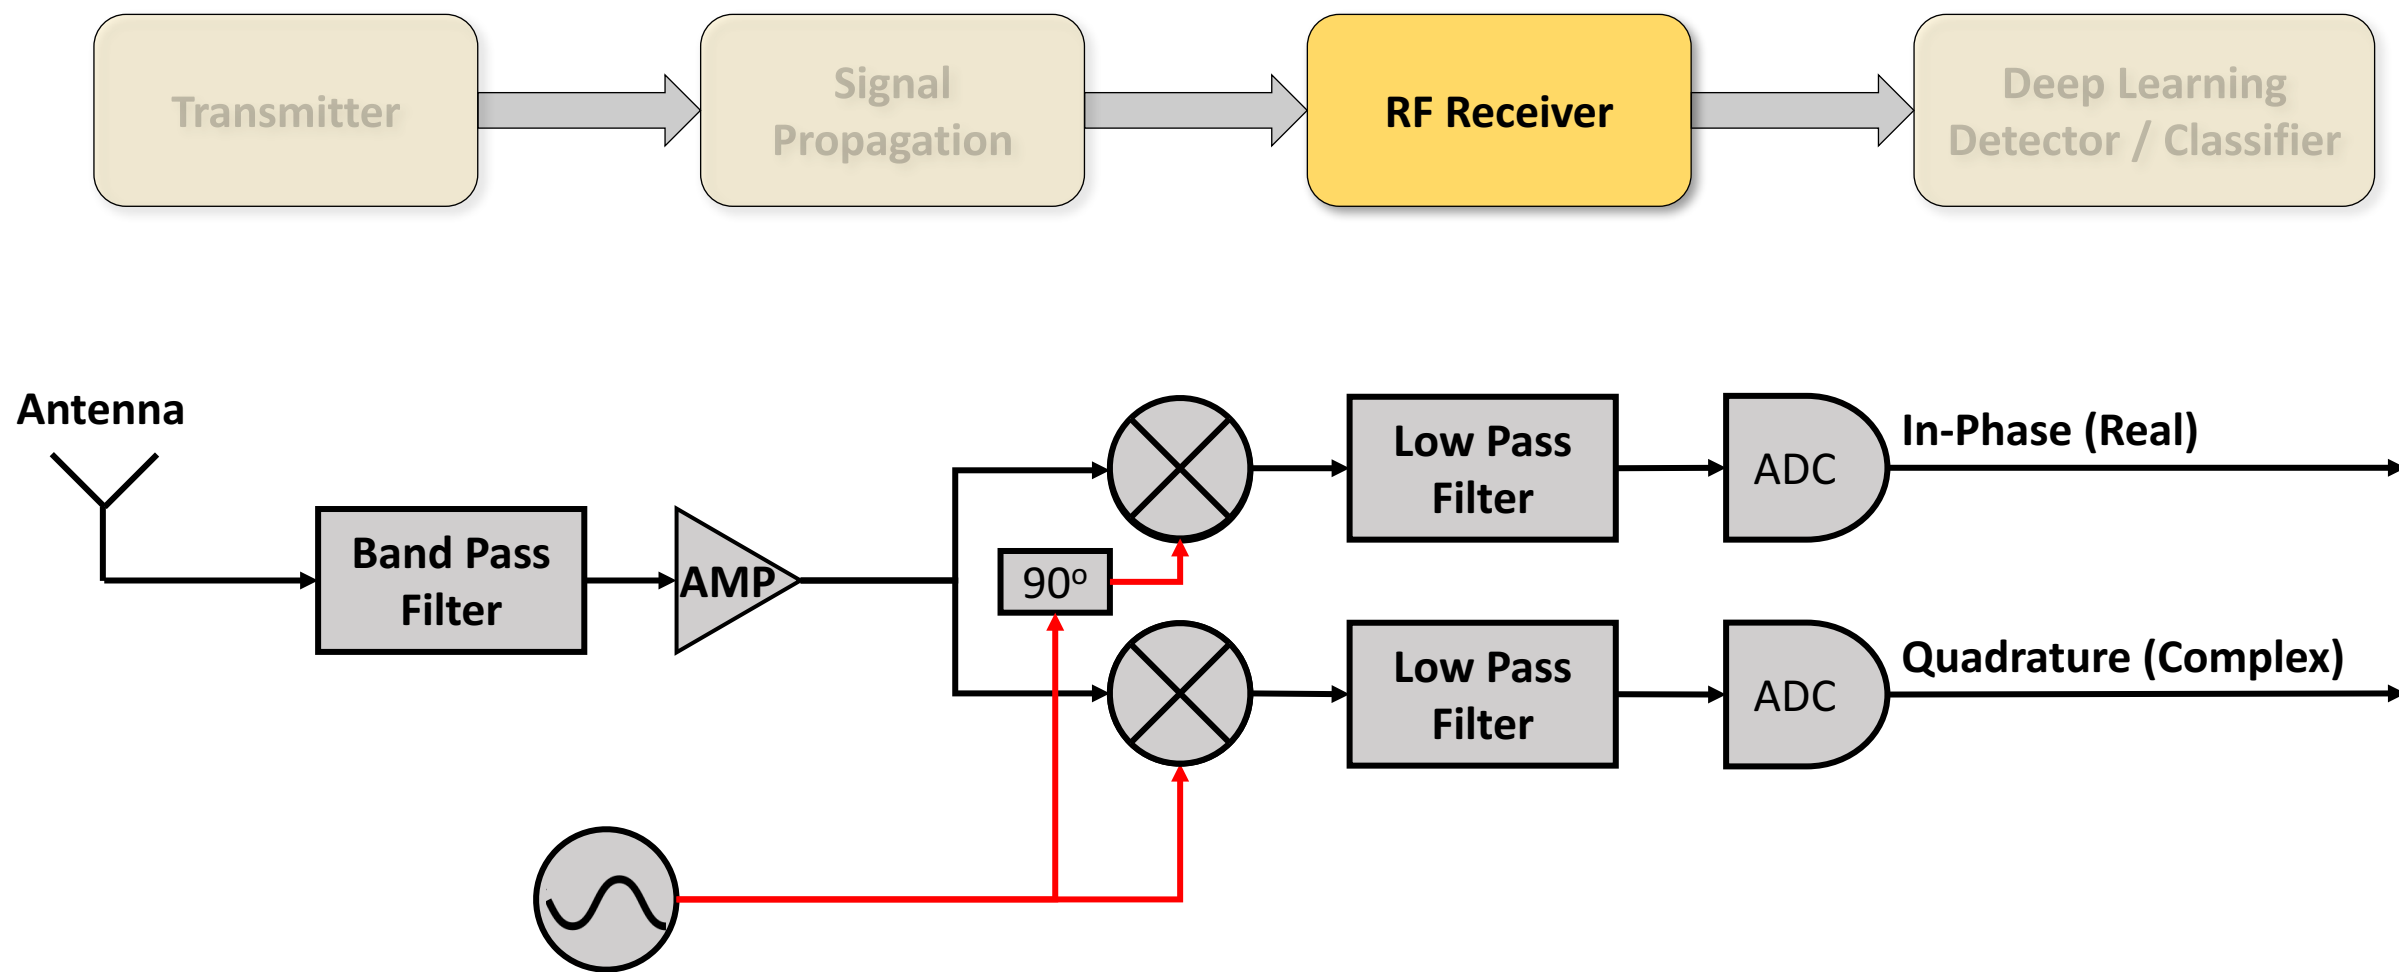 Transmitter
Signal
Propagation
RF Receiver
Deep Learning
Detector / Classifier
Antenna
Band Pass
Filter
AMP
90º
Low Pass
Filter
ADC
In-Phase (Real)
Low Pass
Filter
ADC
Quadrature (Complex)